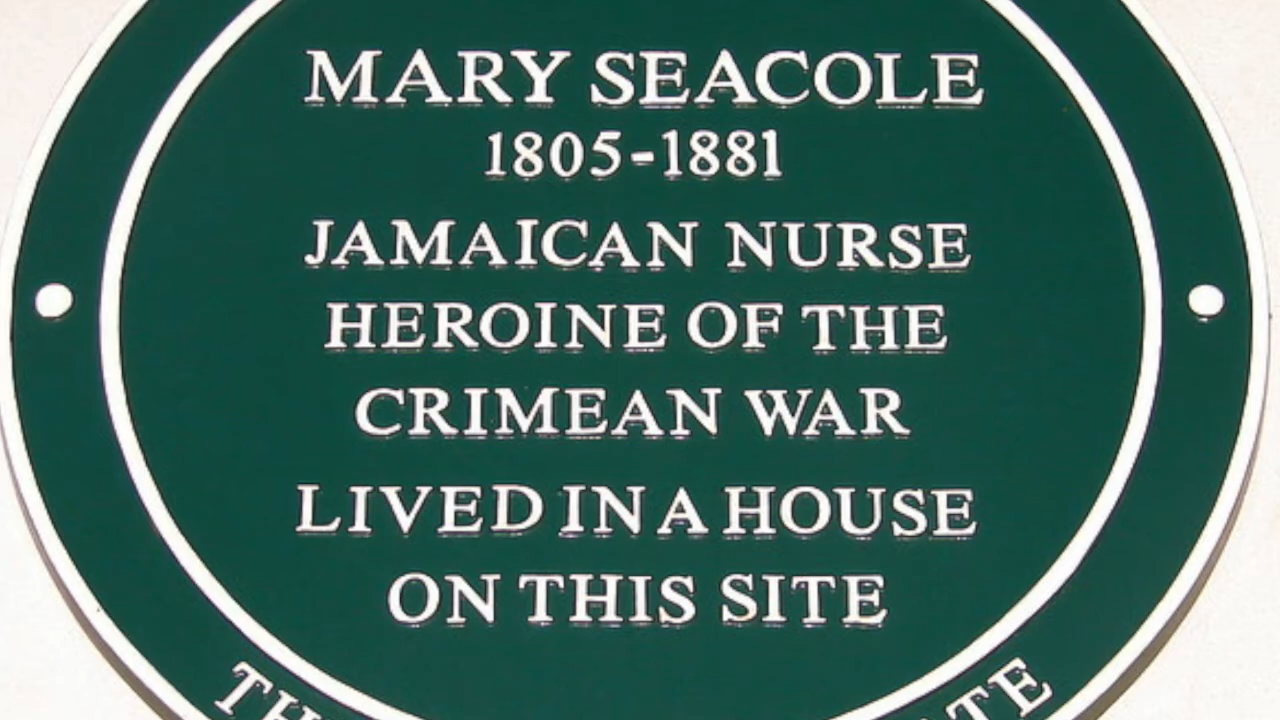 MARY SEACOLE
1805-1881
JAMAICAN NURSE
HEROINE OF THE
CRIMEAN WAR
LIVED IN A HOUSE
ON THIS SITE